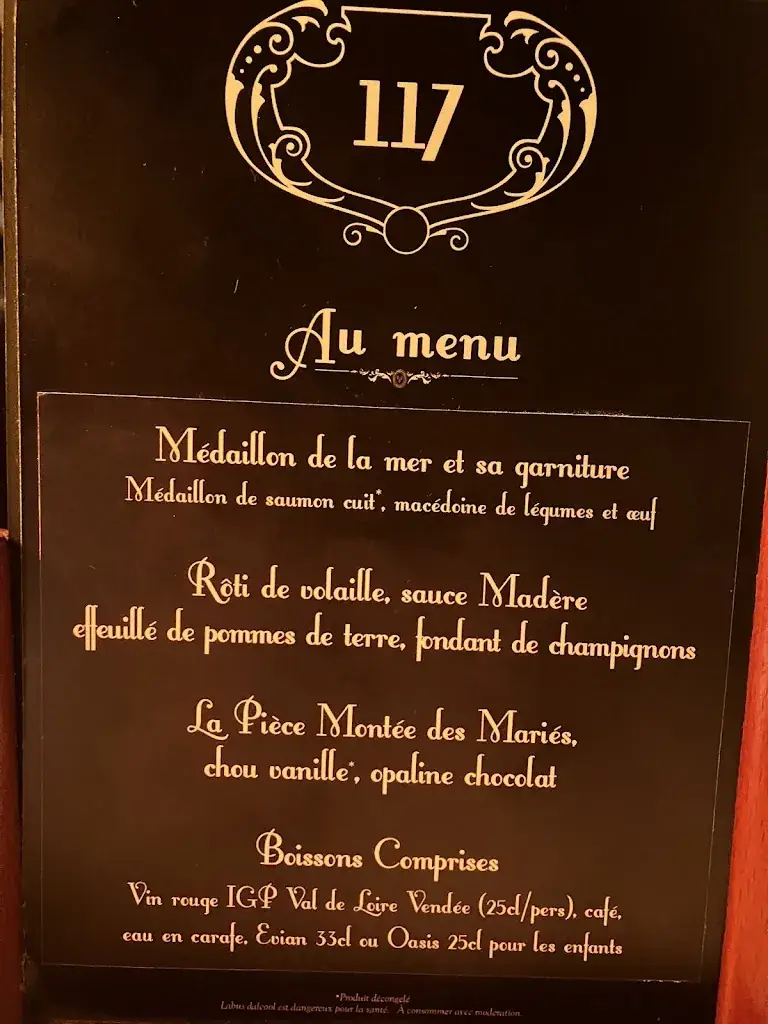 117
Au menu
Médaillon de la mer et sa garniture
Médaillon de saumon cuit*, macédoine de légumes et œuf
Rôti de volaille, sauce Madère
effeuillé de pommes de terre, fondant de champignons
La Pièce Montée des Mariés,
chou vanille*, opaline chocolat
Boissons Comprises
Vin rouge IGP Val de Loire Vendée (25cl/pers), café,
eau en carafe, Evian 33cl ou Oasis 25cl pour les enfants
*Produit décongelé
Labus dalcool est dangereux pour la santé. A consommer avec moderation.